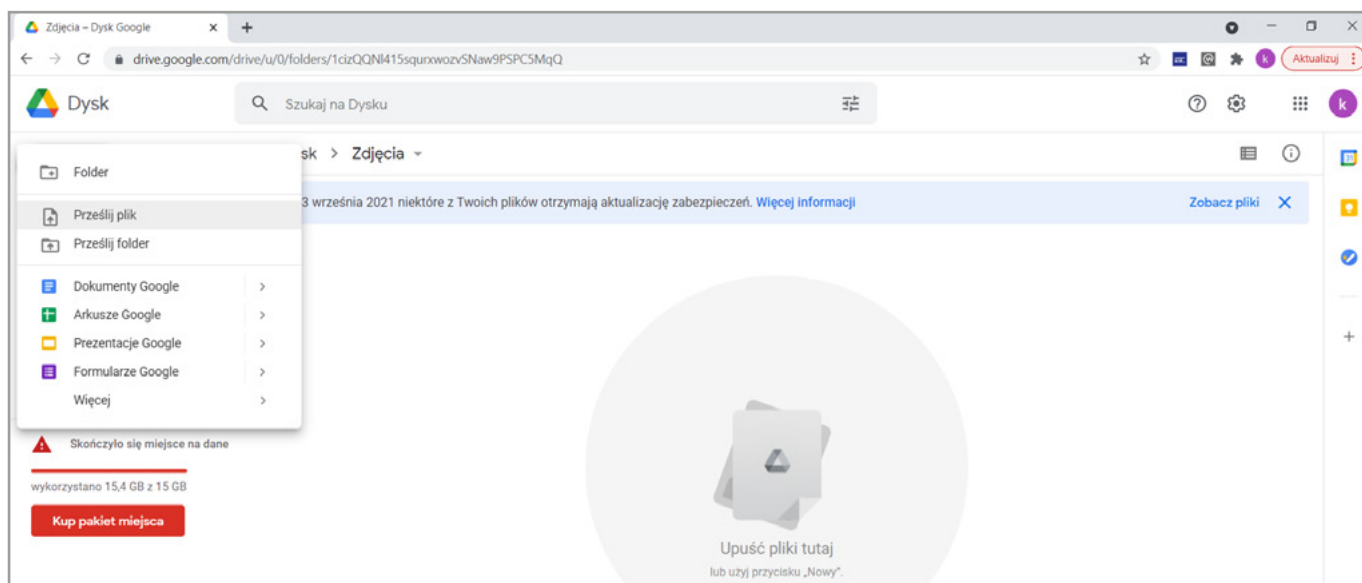 Zdjęcia – Dysk Google
drive.google.com/drive/u/0/folders/1cizQQNl415squrxwozvSNaw9PSPC5MqQ
k
Aktualizuj
Dysk
Szukaj na Dysku
k
sk > Zdjęcia
3 września 2021 niektóre z Twoich plików otrzymają aktualizację zabezpieczeń. Więcej informacji
Zobacz pliki
Folder
Prześlij plik
Prześlij folder
Dokumenty Google
Arkusze Google
Prezentacje Google
Formularze Google
Więcej
Skończyło się miejsce na dane
wykorzystano 15,4 GB z 15 GB
Kup pakiet miejsca
Upuść pliki tutaj
lub użyj przycisku „Nowy”.